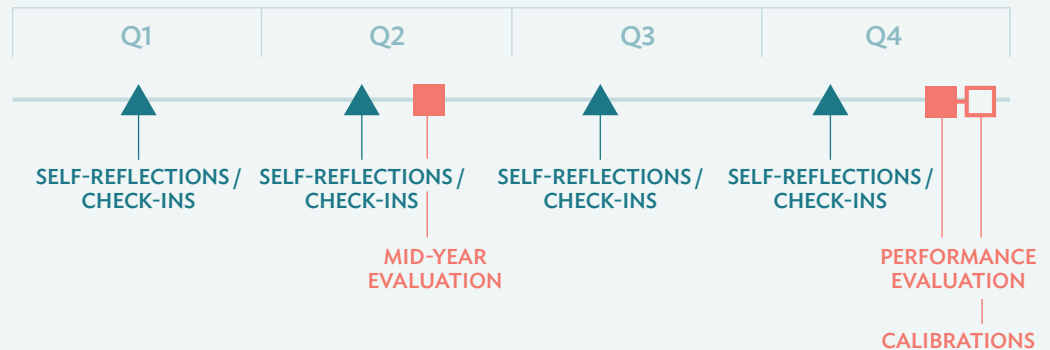 Q1
Q2
Q3
Q4
SELF-REFLECTIONS /
CHECK-INS
SELF-REFLECTIONS /
CHECK-INS
SELF-REFLECTIONS /
CHECK-INS
SELF-REFLECTIONS /
CHECK-INS
MID-YEAR
EVALUATION
PERFORMANCE
EVALUATION
CALIBRATIONS